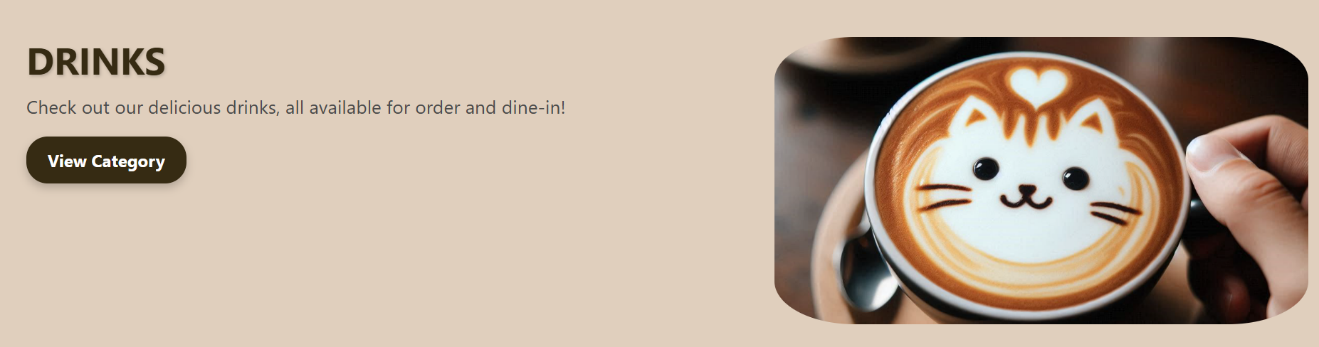 DRINKS
Check out our delicious drinks, all available for order and dine-in!
View Category